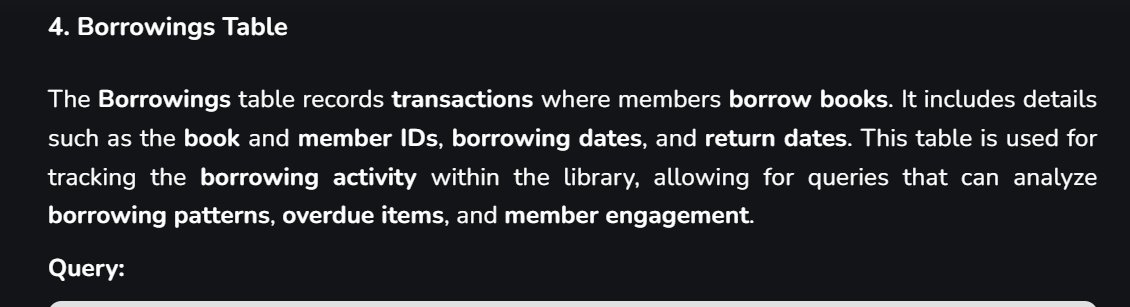 4. Borrowings Table
The Borrowings table records transactions where members borrow books. It includes details
such as the book and member IDs, borrowing dates, and return dates. This table is used for
tracking the borrowing activity within the library, allowing for queries that can analyze
borrowing patterns, overdue items, and member engagement.
Query: